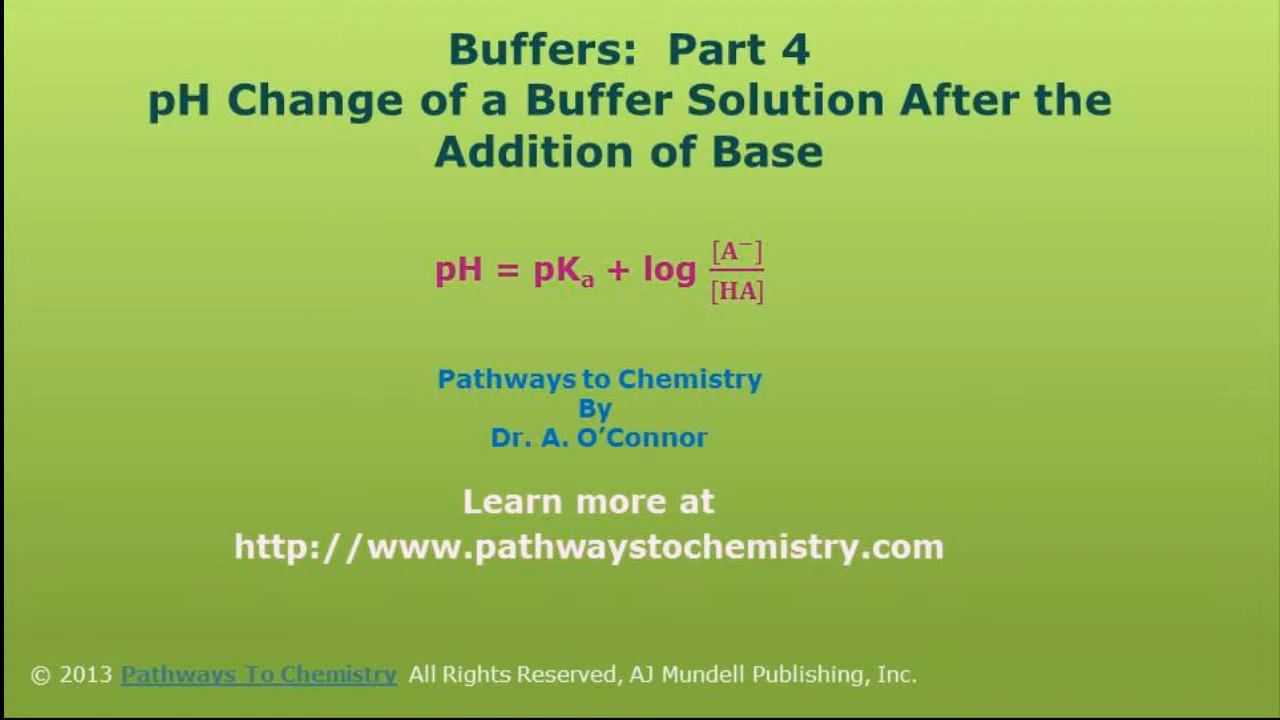 Buffers: Part 4
pH Change of a Buffer Solution After the
Addition of Base
pH = pKₐ + log [A⁻]/[HA]
Pathways to Chemistry
By
Dr. A. O’Connor
Learn more at
http://www.pathwaystochemistry.com
© 2013 Pathways To Chemistry All Rights Reserved, AJ Mundell Publishing, Inc.